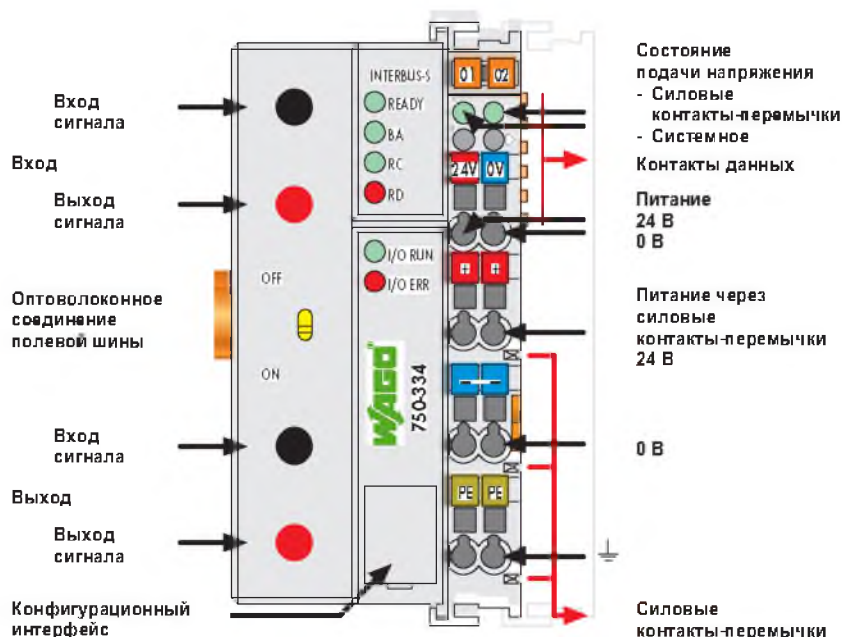 Вход
сигнала
Вход
Выход
сигнала
Оптоволоконное
соединение
полевой шины
Вход
сигнала
Выход
Выход
сигнала
Конфигурационный
интерфейс
OFF
ON
INTERBUS-S
READY
BA
RC
RD
I/O RUN
I/O ERR
WAGO
750-334
01 02
24V 0V
+ +
— —
PE PE
Состояние
подачи напряжения
- Силовые
контакты-перемычки
- Системное
Контакты данных
Питание
24 В
0 В
Питание через
силовые
контакты-перемычки
24 В
0 В
Силовые
контакты-перемычки